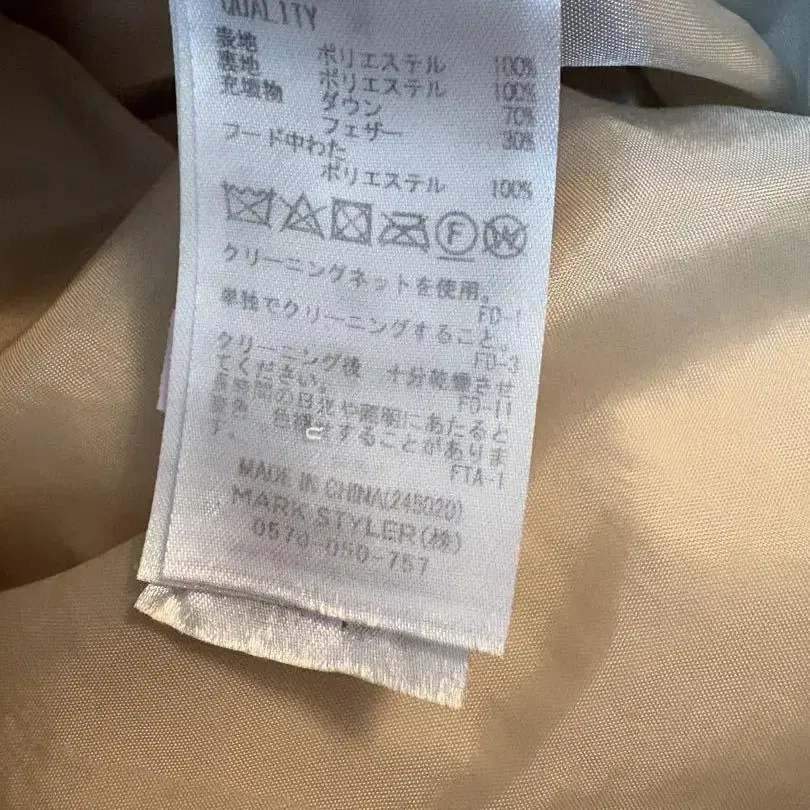 QUALITY
表地 ポリエステル 100%
裏地 ポリエステル 100%
充填物 ダウン 70%
フェザー 30%
フード中わた
ポリエステル 100%
F W
クリーニングネットを使用。
FD-1
単独でクリーニングすること。
FD-3
クリーニング後 十分乾燥させ
てください。
FD-11
長時間の日光や照明にあたると
変色 色褪せすることがありま
す。
FTA-1
MADE IN CHINA(245020)
MARK STYLER(株)
0570-050-757